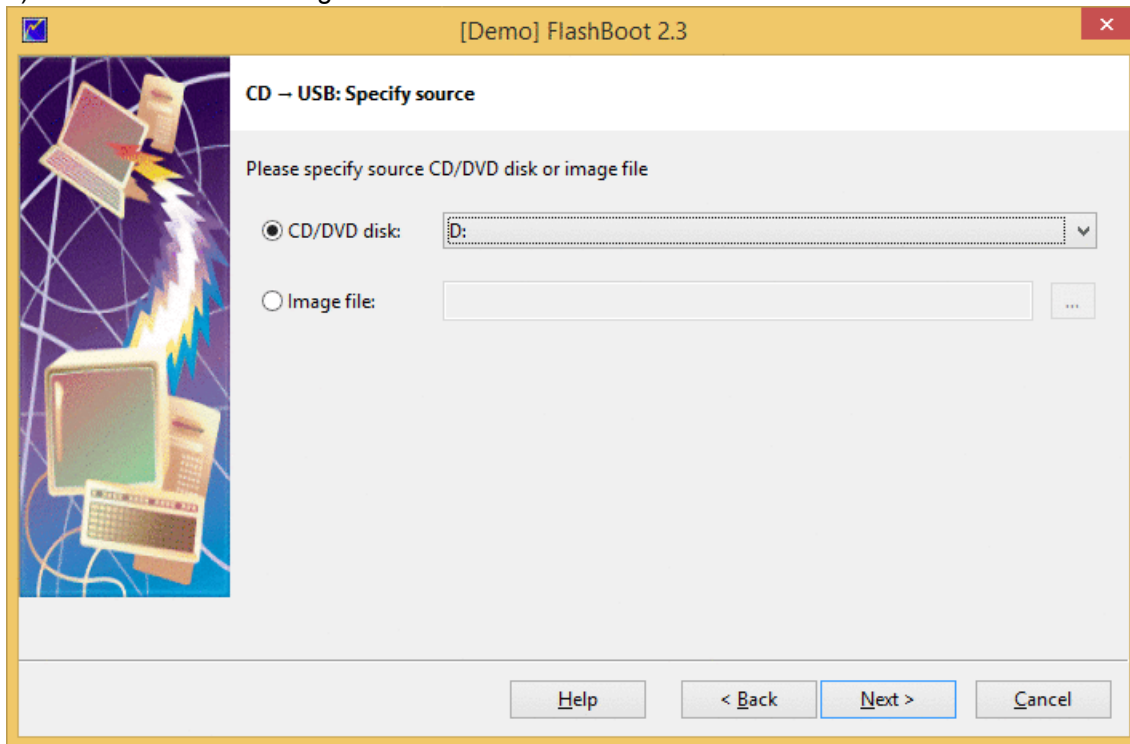 [Demo] FlashBoot 2.3
CD → USB: Specify source
Please specify source CD/DVD disk or image file
CD/DVD disk: D:
Image file: ...
Help < Back Next > Cancel